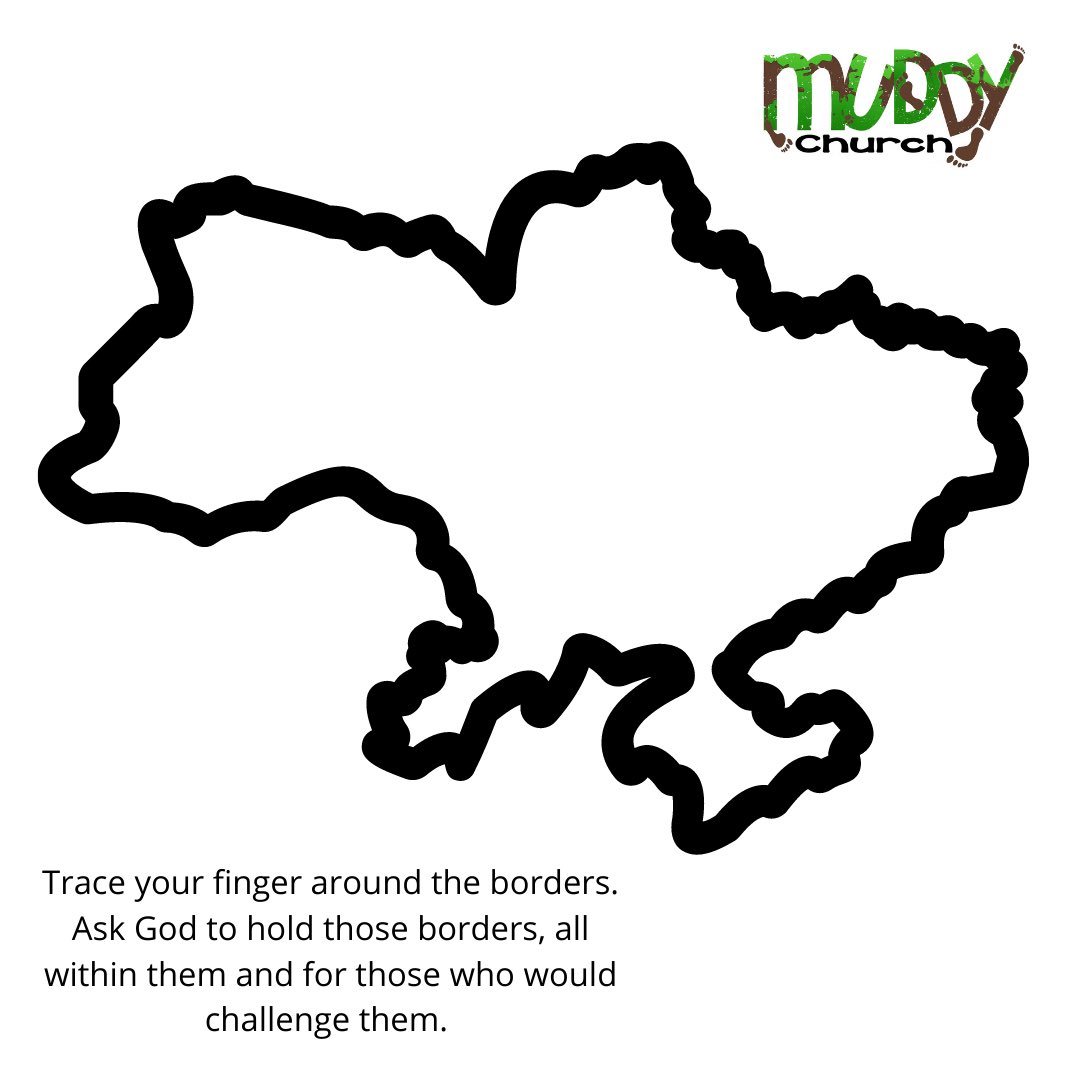 MUDDY
Church
Trace your finger around the borders.
Ask God to hold those borders, all
within them and for those who would
challenge them.